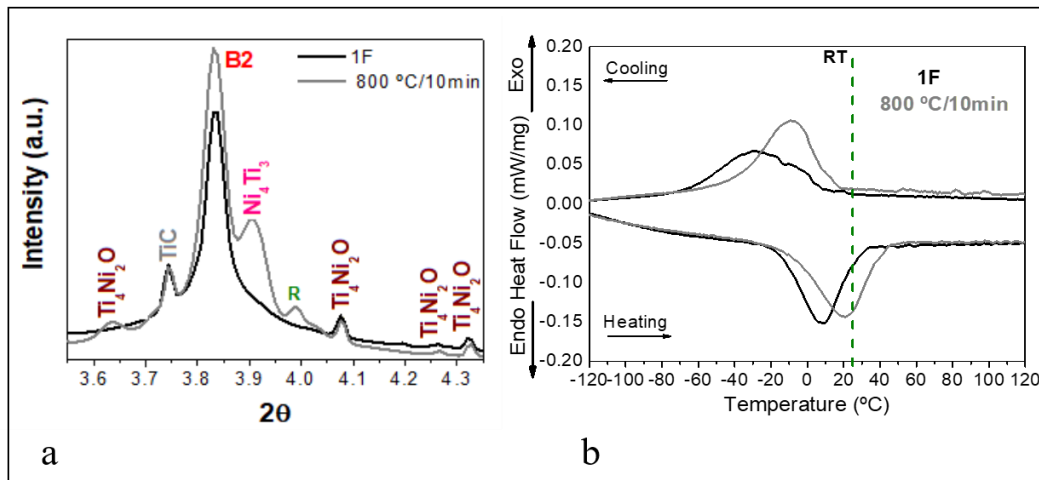 Intensity (a.u.)
B2
1F
800 ºC/10min
Ni4Ti3
TiC
Ti4Ni2O
R
Ti4Ni2O
Ti4Ni2O
Ti4Ni2O
3.6 3.7 3.8 3.9 4.0 4.1 4.2 4.3
2θ
a
Endo Heat Flow (mW/mg) Exo
0.20
0.15
0.10
0.05
0.00
-0.05
-0.10
-0.15
-0.20
Cooling
RT
1F
800 ºC/10min
Heating
-120 -100 -80 -60 -40 -20 0 20 40 60 80 100 120
Temperature (ºC)
b